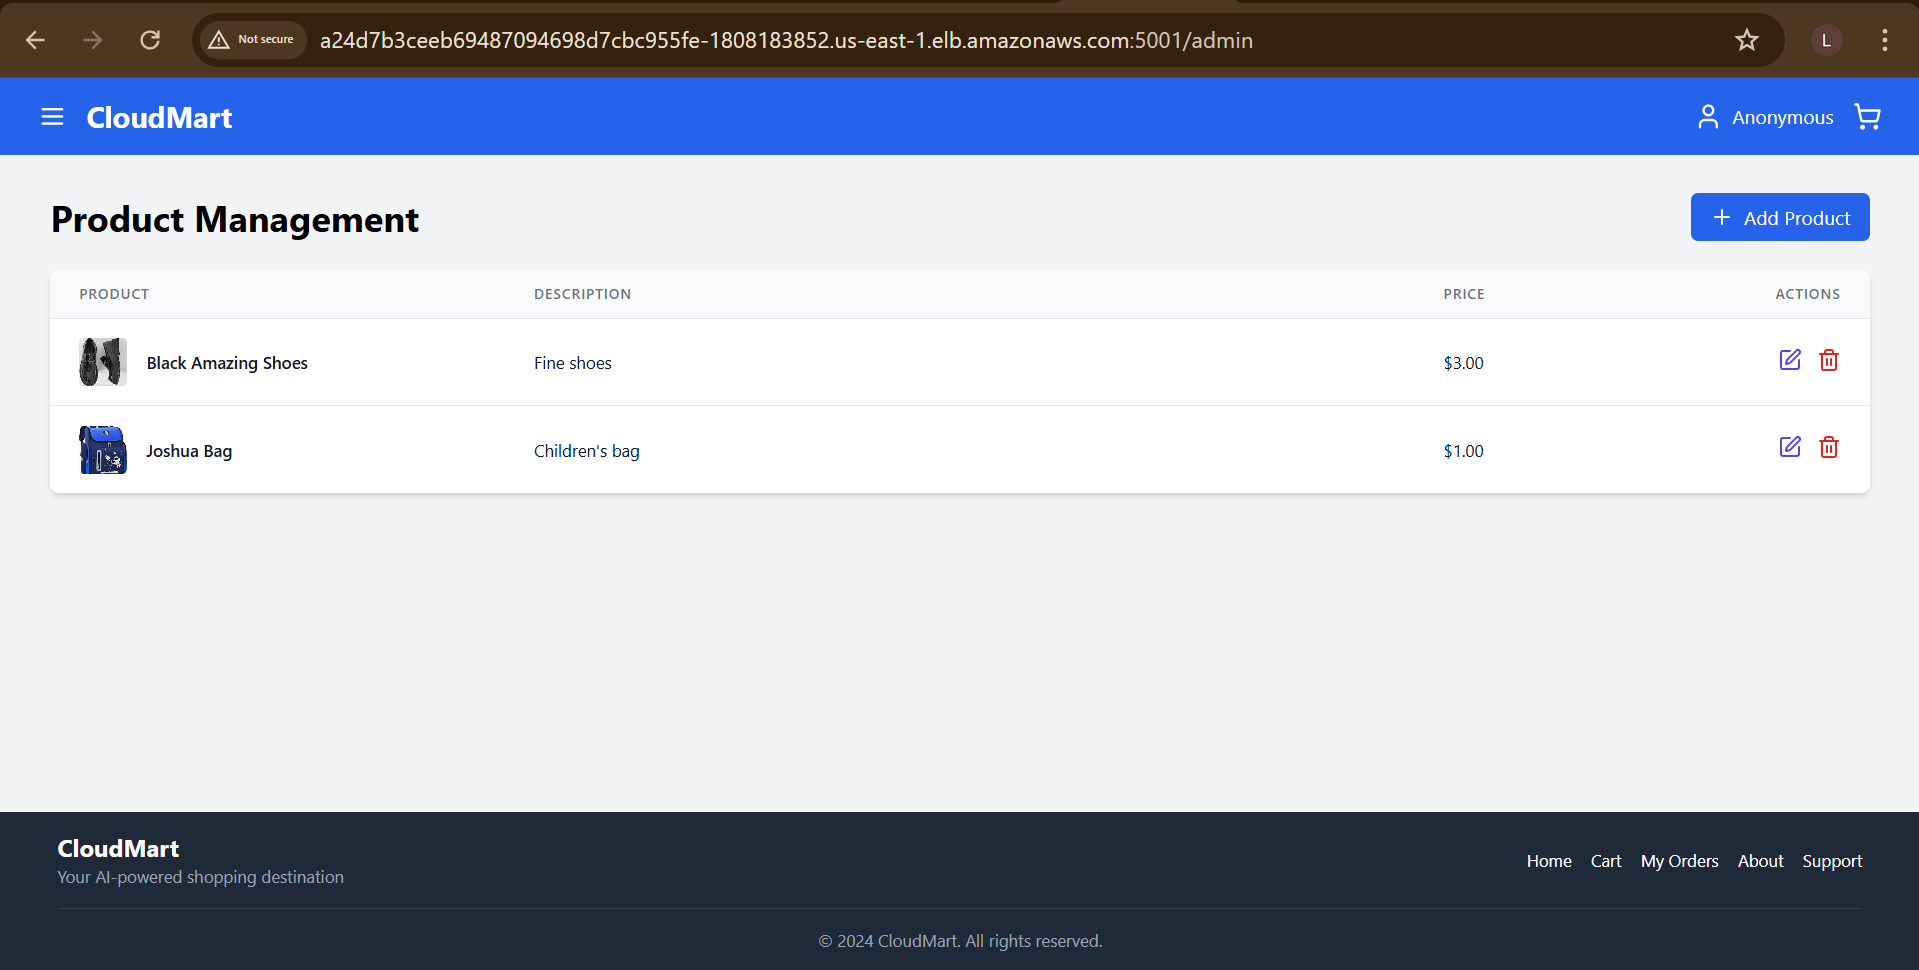 Not secure a24d7b3ceeb69487094698d7cbc955fe-1808183852.us-east-1.elb.amazonaws.com:5001/admin L
CloudMart Anonymous
Product Management + Add Product
PRODUCT DESCRIPTION PRICE ACTIONS
Black Amazing Shoes Fine shoes $3.00
Joshua Bag Children's bag $1.00
CloudMart
Your AI-powered shopping destination
Home Cart My Orders About Support
© 2024 CloudMart. All rights reserved.